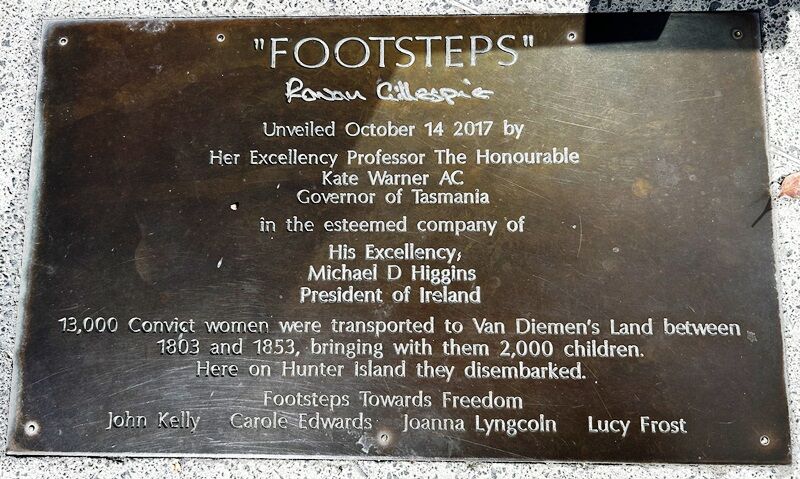 "FOOTSTEPS"
Rowan Gillespie
Unveiled October 14 2017 by
Her Excellency Professor The Honourable
Kate Warner AC
Governor of Tasmania
in the esteemed company of
His Excellency,
Michael D Higgins
President of Ireland
13,000 Convict women were transported to Van Diemen's Land between
1803 and 1853, bringing with them 2,000 children.
Here on Hunter Island they disembarked.
Footsteps Towards Freedom
John Kelly Carole Edwards Joanna Lyngcoln Lucy Frost